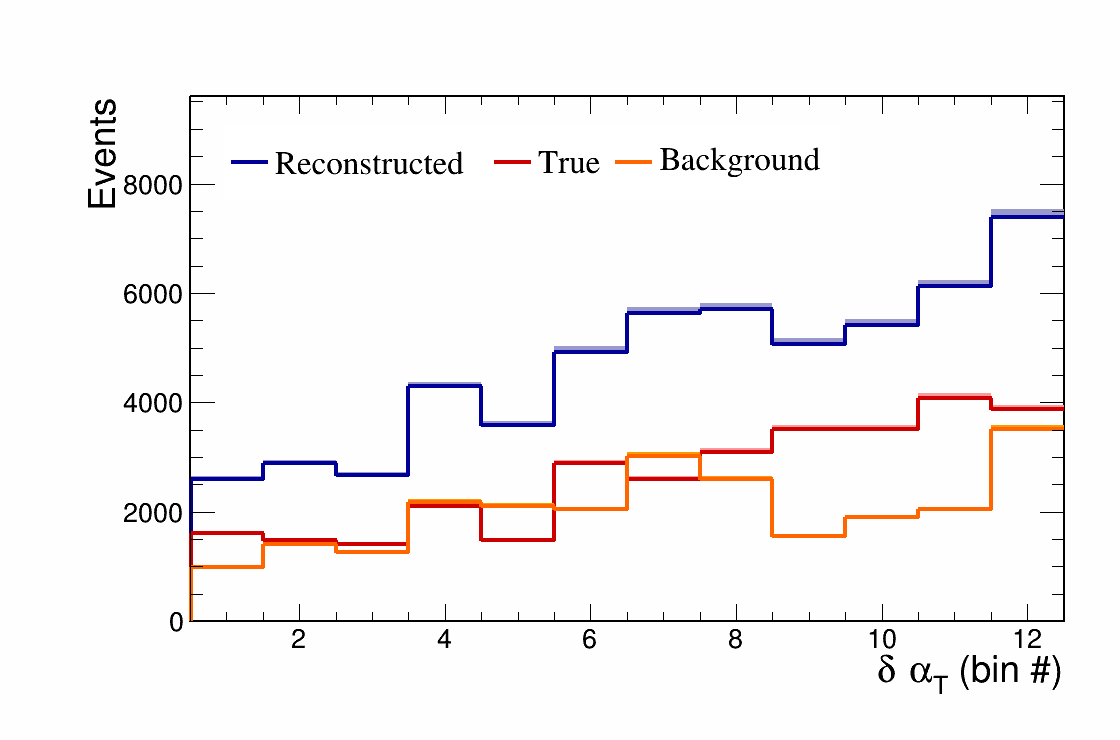 Events
Reconstructed True Background
8000
6000
4000
2000
0
2 4 6 8 10 12
δ α_T (bin #)